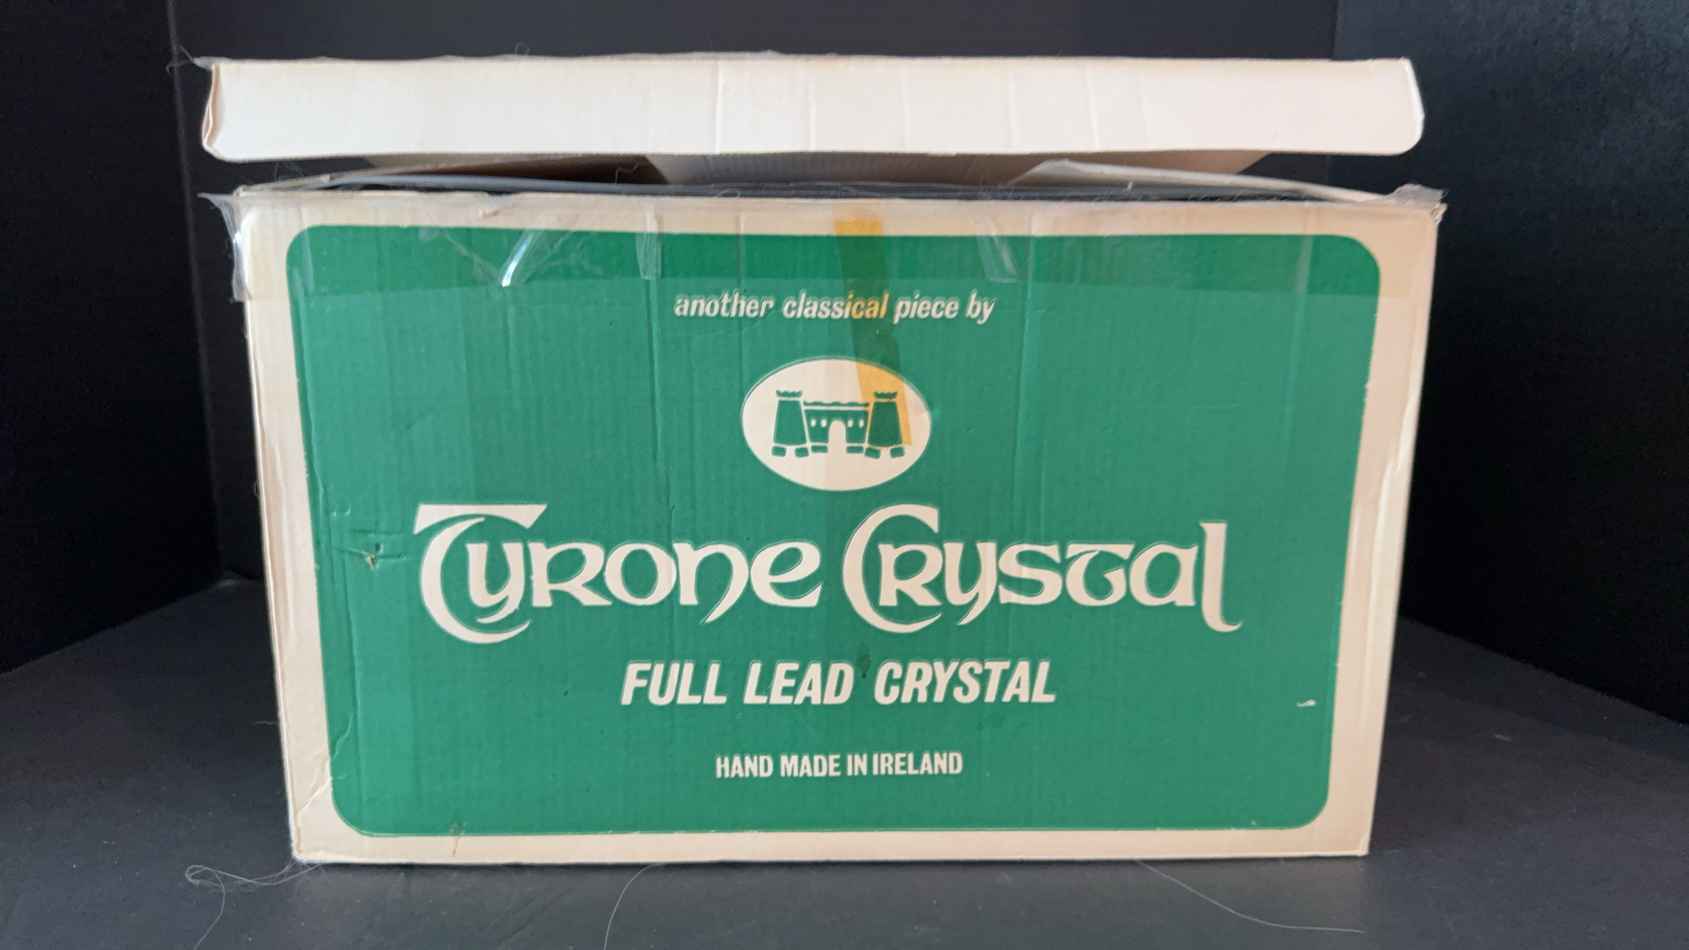 another classical piece by
Tyrone Crystal
FULL LEAD CRYSTAL
HAND MADE IN IRELAND